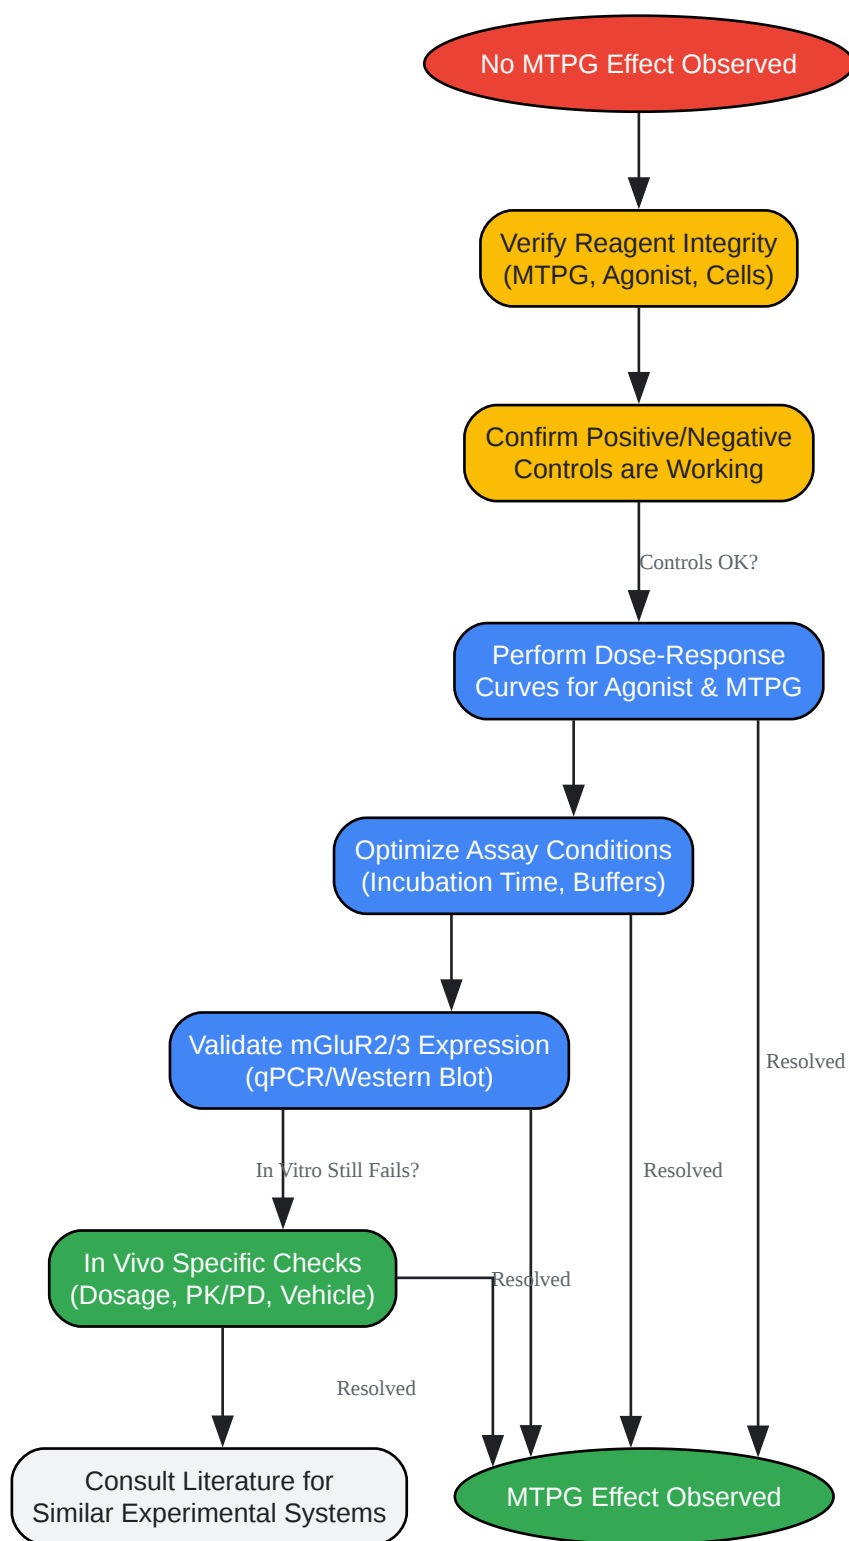 No MTPG Effect Observed
Verify Reagent Integrity
(MTPG, Agonist, Cells)
Confirm Positive/Negative
Controls are Working
Controls OK?
Perform Dose-Response
Curves for Agonist & MTPG
Optimize Assay Conditions
(Incubation Time, Buffers)
Validate mGluR2/3 Expression
(qPCR/Western Blot)
Resolved
In Vitro Still Fails?
Resolved
In Vivo Specific Checks
(Dosage, PK/PD, Vehicle)
Resolved
Resolved
Consult Literature for
Similar Experimental Systems
MTPG Effect Observed